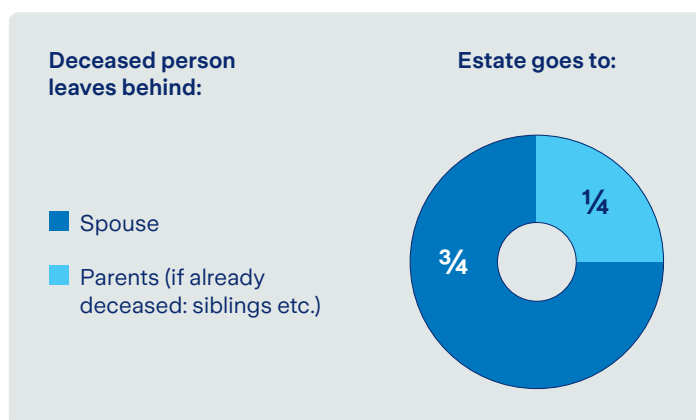 Deceased person
leaves behind:
Estate goes to:
Spouse
Parents (if already
deceased: siblings etc.)
¾
¼